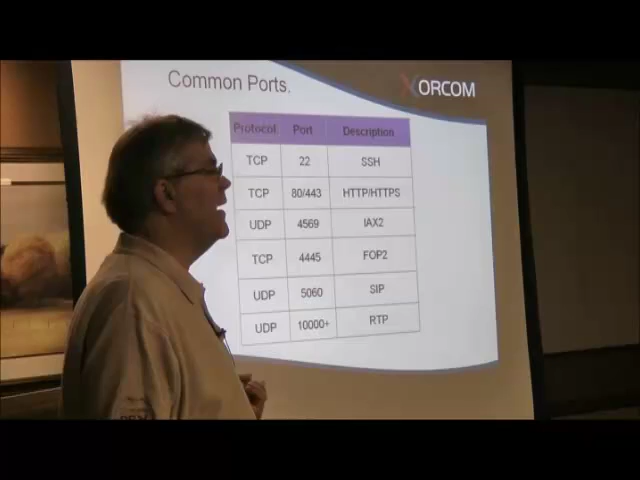 Common Ports.
XORCOM
Protocol Port Description
TCP 22 SSH
TCP 80/443 HTTP/HTTPS
UDP 4569 IAX2
TCP 4445 FOP2
UDP 5060 SIP
UDP 10000+ RTP